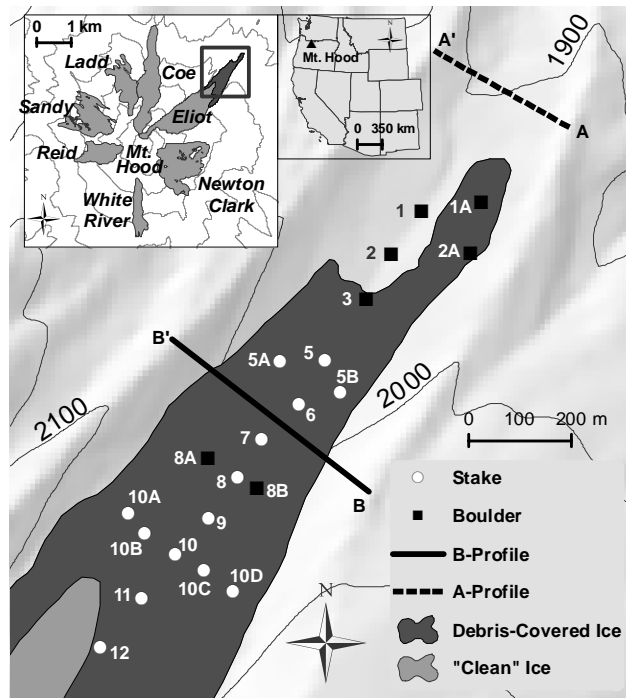 0 1 km
Ladd
Coe
Sandy
Eliot
Reid
Mt.
Hood
Newton
Clark
White
River
Mt. Hood
0 350 km
A'
A
1900
1
1A
2
2A
3
B'
5A
5
5B
2000
6
2100
7
0 100 200 m
8A
8
8B
B
10A
9
10B
10
10C
10D
11
12
N
Stake
Boulder
B-Profile
A-Profile
Debris-Covered Ice
"Clean" Ice